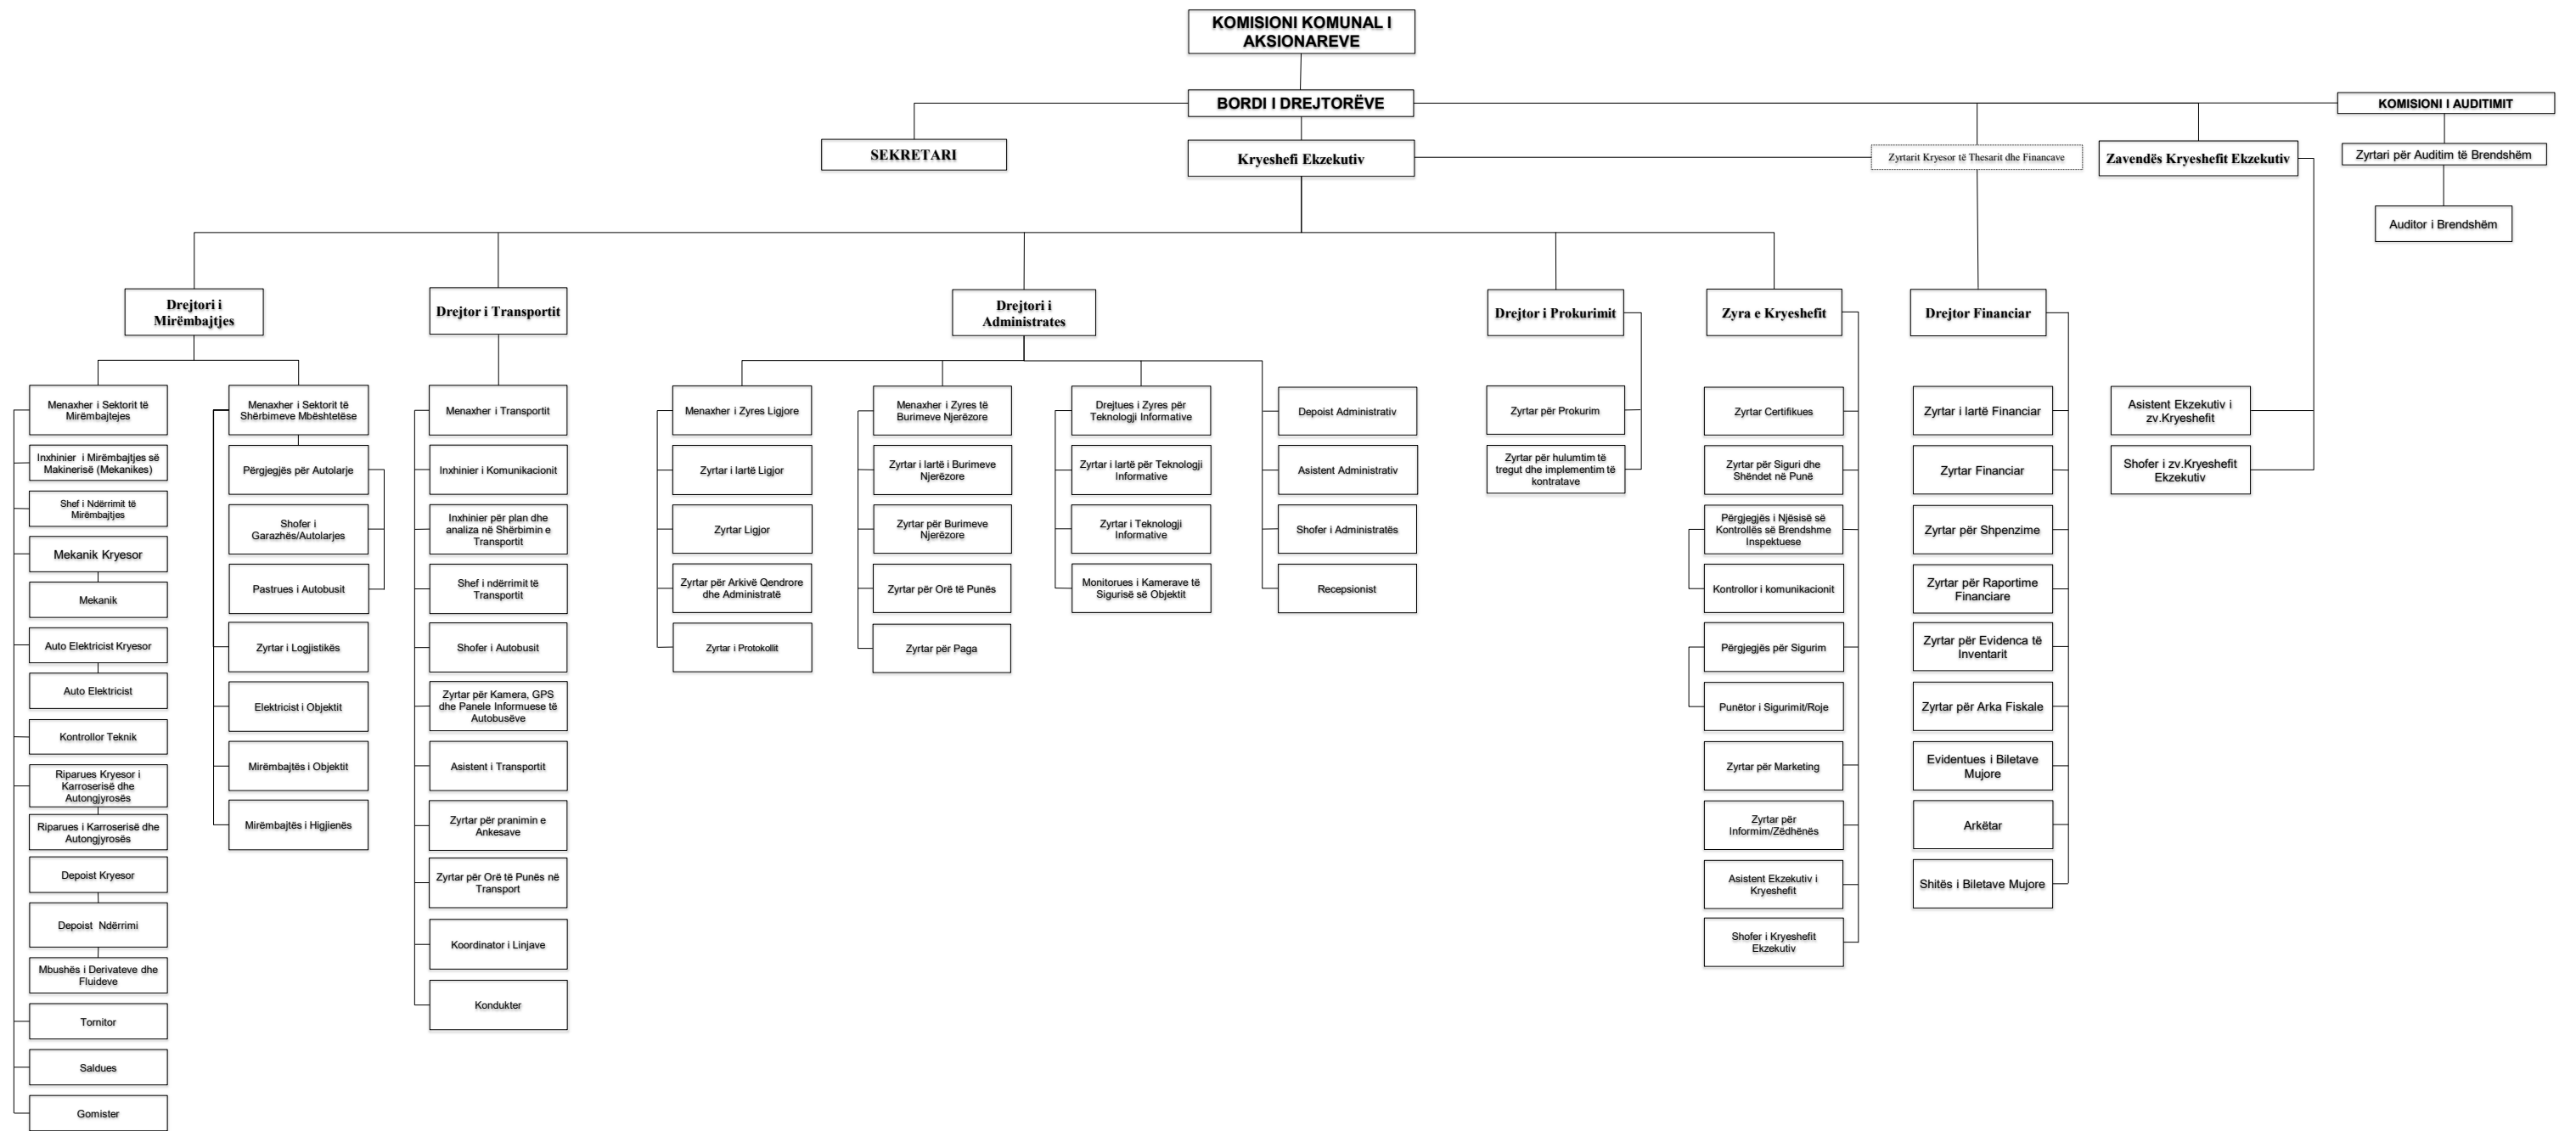 KOMISIONI KOMUNAL I
AKSIONAREVE
BORDI I DREJTORËVE
KOMISIONI I AUDITIMIT
SEKRETARI
Kryeshefi Ekzekutiv
Zyrtarit Kryesor të Thesarit dhe Financave
Zavendës Kryeshefit Ekzekutiv
Zyrtari për Auditim të Brendshëm
Auditor i Brendshëm
Drejtori i
Mirëmbajtjes
Drejtor i Transportit
Drejtori i
Administrates
Drejtor i Prokurimit
Zyra e Kryeshefit
Drejtor Financiar
Menaxher i Sektorit të
Mirëmbajtejes
Inxhinier i Mirëmbajtjes së
Makinerisë (Mekanikes)
Shef i Ndërrimit të
Mirëmbajtjes
Mekanik Kryesor
Mekanik
Auto Elektricist Kryesor
Auto Elektricist
Kontrollor Teknik
Riparues Kryesor i
Karroserisë dhe
Autongjyrosës
Riparues i Karroserisë dhe
Autongjyrosës
Depoist Kryesor
Depoist Ndërrimi
Mbushës i Derivateve dhe
Fluideve
Tornitor
Saldues
Gomister
Menaxher i Sektorit të
Shërbimeve Mbështetëse
Përgjegjës për Autolarje
Shofer i
Garazhës/Autolarjes
Pastrues i Autobusit
Zyrtar i Logjistikës
Elektricist i Objektit
Mirëmbajtës i Objektit
Mirëmbajtës i Higjienës
Menaxher i Transportit
Inxhinier i Komunikacionit
Inxhinier për plan dhe
analiza në Shërbimin e
Transportit
Shef i ndërrimit të
Transportit
Shofer i Autobusit
Zyrtar për Kamera, GPS
dhe Panele Informuese të
Autobusëve
Asistent i Transportit
Zyrtar për pranimin e
Ankesave
Zyrtar për Orë të Punës në
Transport
Koordinator i Linjave
Kondukter
Menaxher i Zyres Ligjore
Zyrtar i lartë Ligjor
Zyrtar Ligjor
Zyrtar për Arkivë Qendrore
dhe Administratë
Zyrtar i Protokollit
Menaxher i Zyres të
Burimeve Njerëzore
Zyrtar i lartë i Burimeve
Njerëzore
Zyrtar për Burimeve
Njerëzore
Zyrtar për Orë të Punës
Zyrtar për Paga
Drejtues i Zyres për
Teknologji Informative
Zyrtar i lartë për Teknologji
Informative
Zyrtar i Teknologji
Informative
Monitorues i Kamerave të
Sigurisë së Objektit
Depoist Administrativ
Asistent Administrativ
Shofer i Administratës
Recepsionist
Zyrtar për Prokurim
Zyrtar për hulumtim të
tregut dhe implementim të
kontratave
Zyrtar Certifikues
Zyrtar për Siguri dhe
Shëndet në Punë
Përgjegjës i Njësisë së
Kontrollës së Brendshme
Inspektuese
Kontrollor i komunikacionit
Përgjegjës për Sigurim
Punëtor i Sigurimit/Roje
Zyrtar për Marketing
Zyrtar për
Informim/Zëdhënës
Asistent Ekzekutiv i
Kryeshefit
Shofer i Kryeshefit
Ekzekutiv
Zyrtar i lartë Financiar
Zyrtar Financiar
Zyrtar për Shpenzime
Zyrtar për Raportime
Financiare
Zyrtar për Evidenca të
Inventarit
Zyrtar për Arka Fiskale
Evidentues i Biletave
Mujore
Arkëtar
Shitës i Biletave Mujore
Asistent Ekzekutiv i
zv.Kryeshefit
Shofer i zv.Kryeshefit
Ekzekutiv